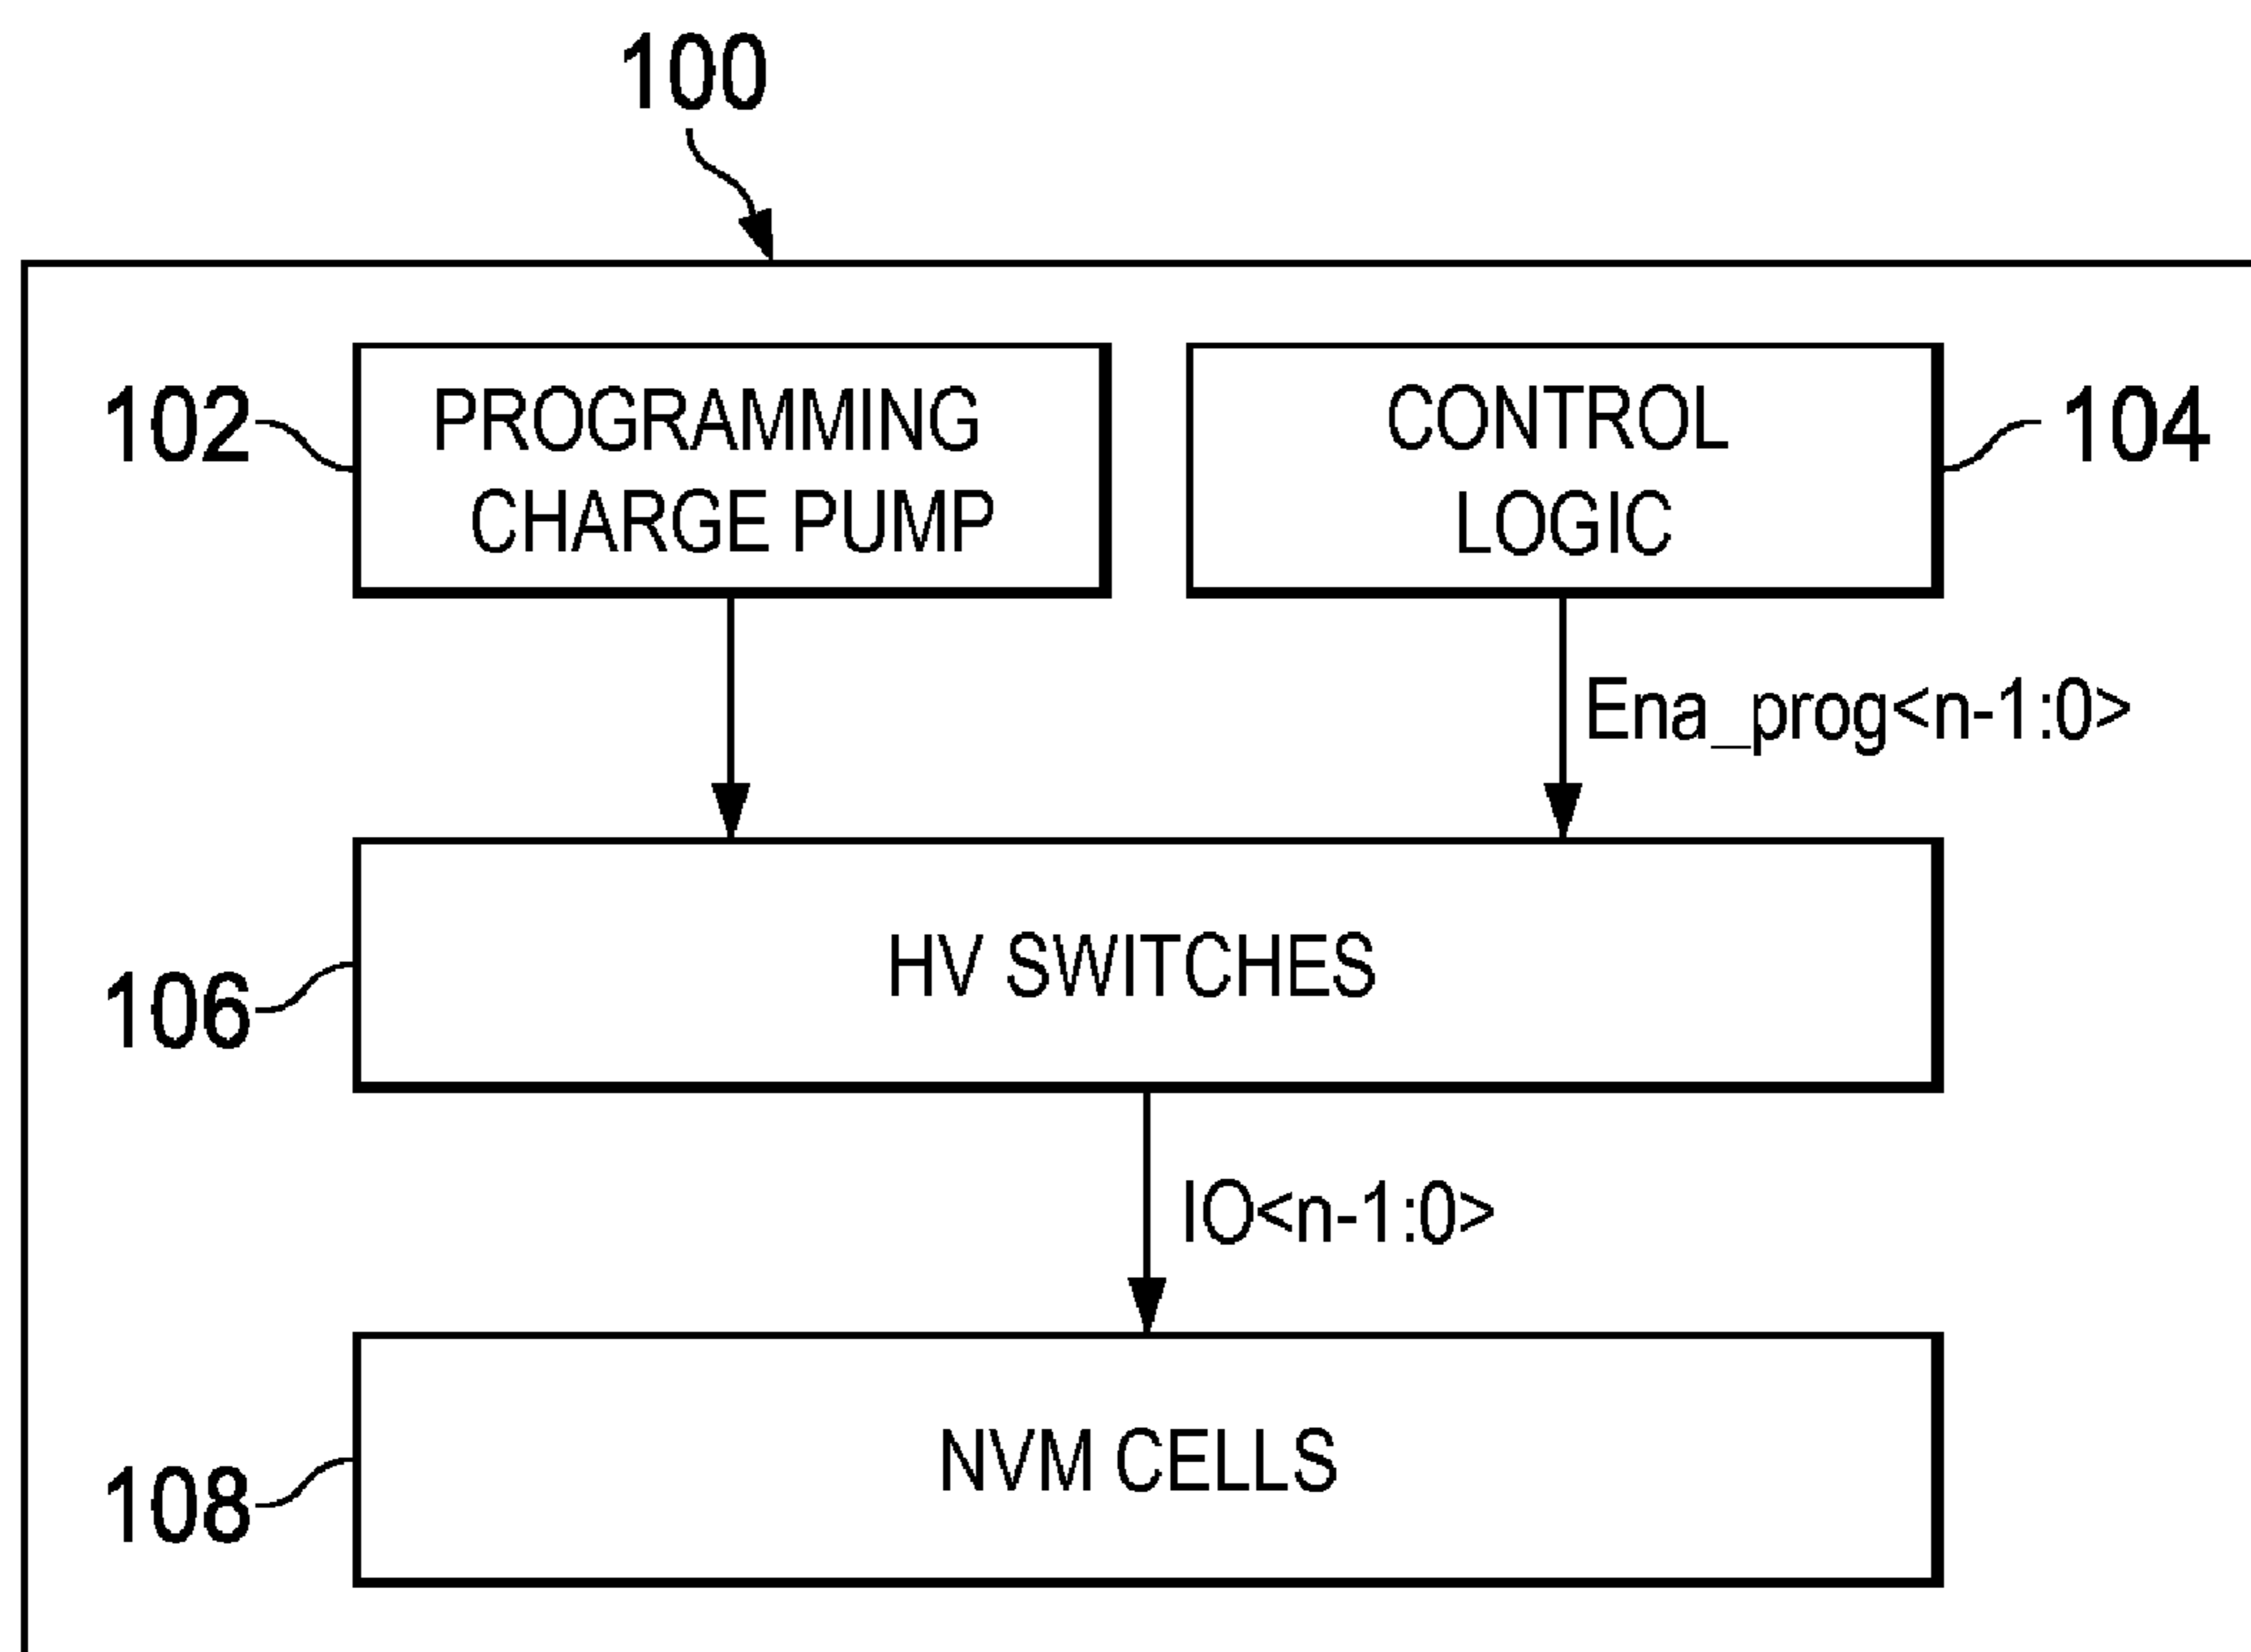 100
102
PROGRAMMING
CHARGE PUMP
CONTROL
LOGIC
104
Ena_prog<n-1:0>
106
HV SWITCHES
IO<n-1:0>
108
NVM CELLS